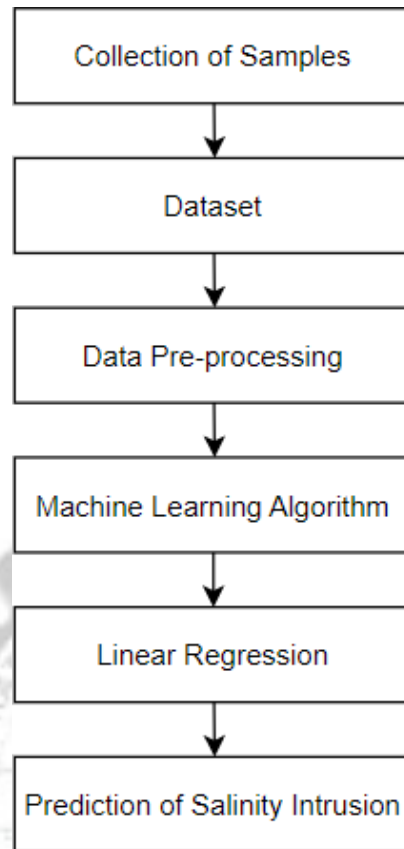 Collection of Samples
Dataset
Data Pre-processing
Machine Learning Algorithm
Linear Regression
Prediction of Salinity Intrusion